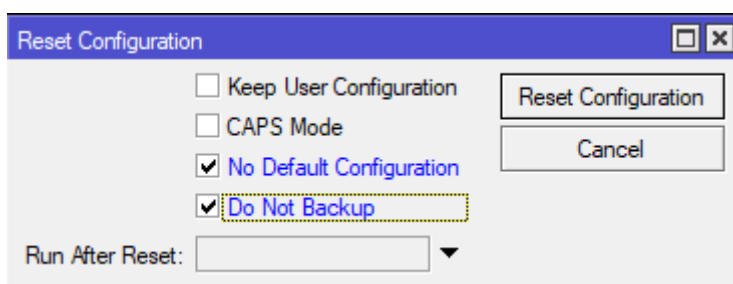 Reset Configuration
Keep User Configuration
Reset Configuration
CAPS Mode
Cancel
No Default Configuration
Do Not Backup
Run After Reset: